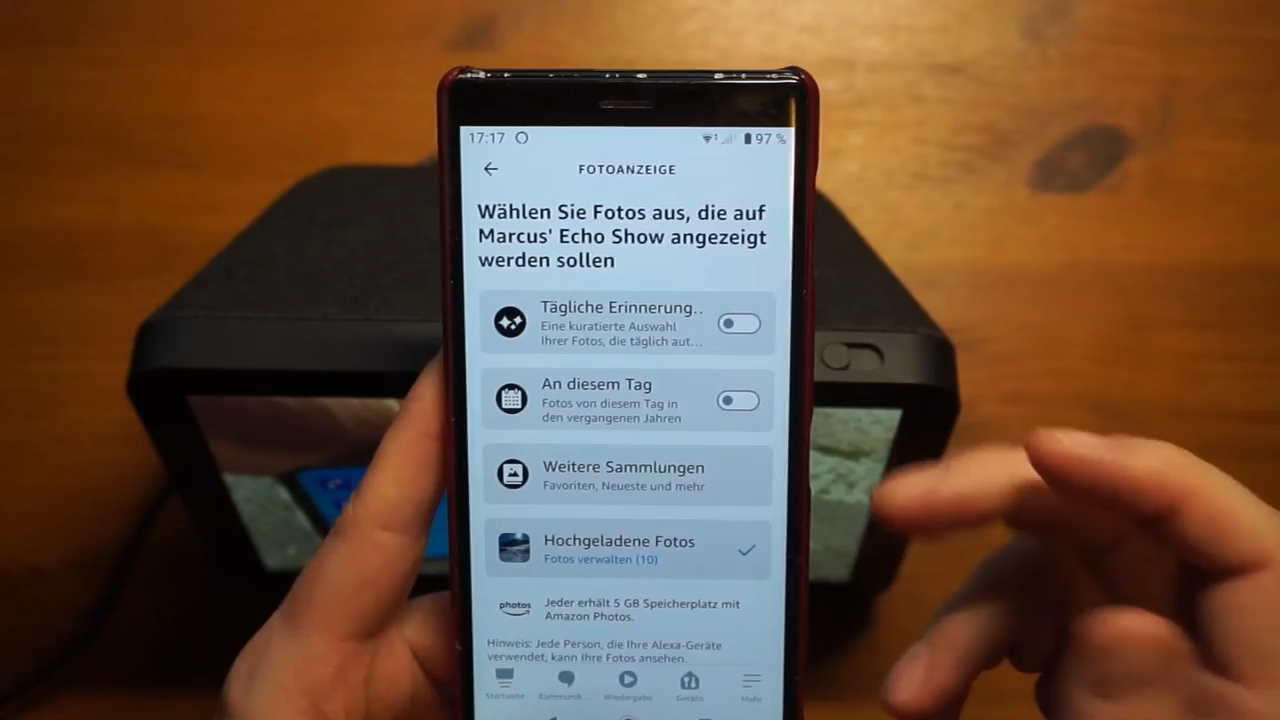 17:17 97 %
FOTOANZEIGE
Wählen Sie Fotos aus, die auf
Marcus' Echo Show angezeigt
werden sollen
Tägliche Erinnerung..
Eine kuratierte Auswahl
Ihrer Fotos, die täglich aut...
An diesem Tag
Fotos von diesem Tag in
den vergangenen Jahren
Weitere Sammlungen
Favoriten, Neueste und mehr
Hochgeladene Fotos
Fotos verwalten (10)
photos
Jeder erhält 5 GB Speicherplatz mit
Amazon Photos.
Hinweis: Jede Person, die Ihre Alexa-Geräte
verwendet, kann Ihre Fotos ansehen.
Startseite Kommunik... Wiedergabe Geräte Mehr